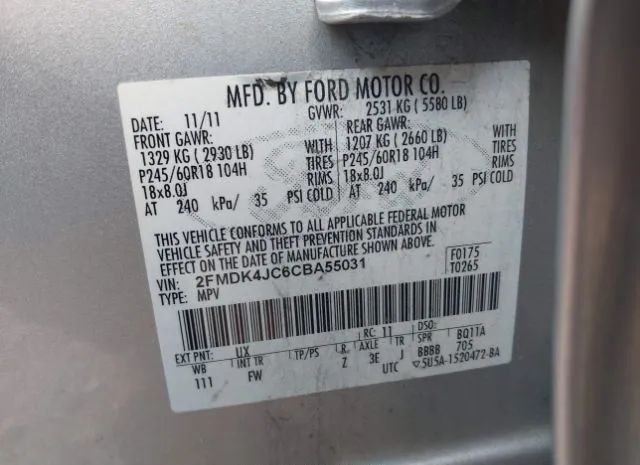 MFD. BY FORD MOTOR CO.
DATE: 11/11
GVWR: 2531 KG ( 5580 LB)
FRONT GAWR:
1329 KG ( 2930 LB)
P245/60R18 104H
18x8.0J
AT 240 kPa/ 35 PSI COLD
WITH
TIRES
RIMS
REAR GAWR:
1207 KG ( 2660 LB)
P245/60R18 104H
18x8.0J
AT 240 kPa/ 35 PSI COLD
WITH
TIRES
RIMS
THIS VEHICLE CONFORMS TO ALL APPLICABLE FEDERAL MOTOR
VEHICLE SAFETY AND THEFT PREVENTION STANDARDS IN
EFFECT ON THE DATE OF MANUFACTURE SHOWN ABOVE.
VIN: 2FMDK4JC6CBA55031
TYPE: MPV
F0175
T0265
EXT PNT: UX
RC: 11
DSO:
WB
INT TR
TP/PS
R
AXLE
TR
SPR
BQ11A
111
FW
Z
3E
J
BBBB
705
UTC
▽5U5A-1520472-BA